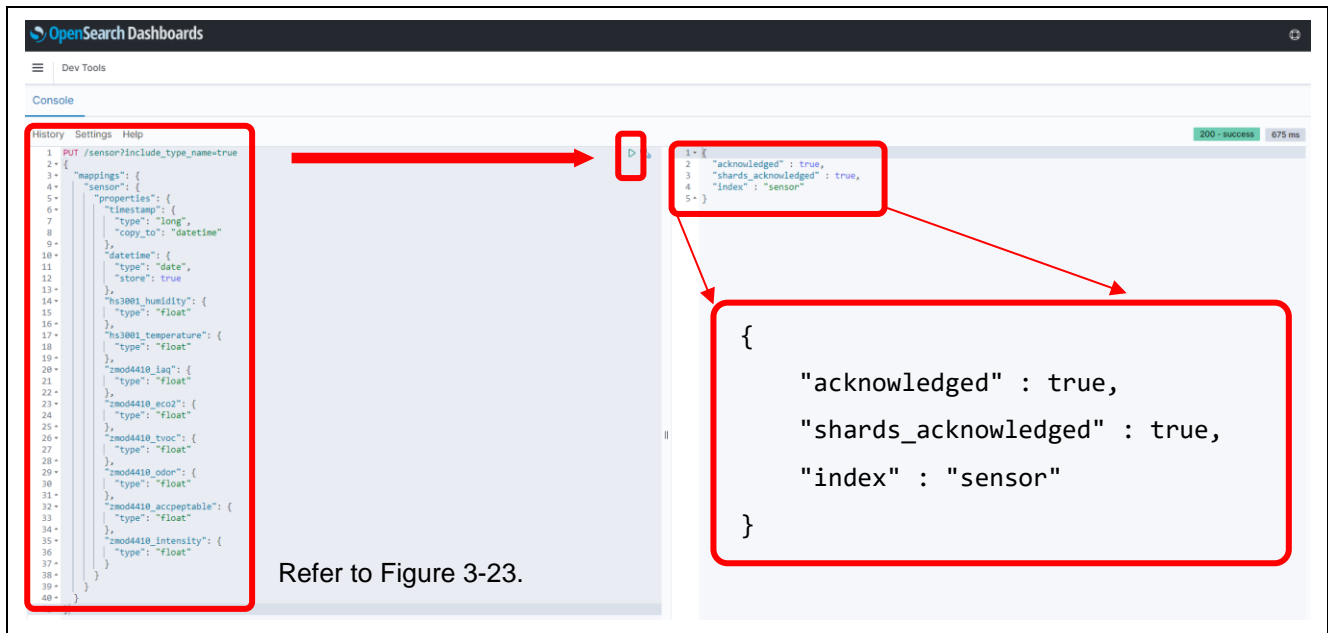 OpenSearch Dashboards
Dev Tools
Console
History Settings Help
200 - success 675 ms
1 PUT /sensor?include_type_name=true
2 {
3 "mappings": {
4 "sensor": {
5 "properties": {
6 "timestamp": {
7 "type": "long",
8 "copy_to": "datetime"
9 },
10 "datetime": {
11 "type": "date",
12 "store": true
13 },
14 "hs3001_humidity": {
15 "type": "float"
16 },
17 "hs3001_temperature": {
18 "type": "float"
19 },
20 "zmod4410_iaq": {
21 "type": "float"
22 },
23 "zmod4410_eco2": {
24 "type": "float"
25 },
26 "zmod4410_tvoc": {
27 "type": "float"
28 },
29 "zmod4410_odor": {
30 "type": "float"
31 },
32 "zmod4410_accpeptable": {
33 "type": "float"
34 },
35 "zmod4410_intensity": {
36 "type": "float"
37 }
38 }
39 }
40 }
}
1 {
2 "acknowledged" : true,
3 "shards_acknowledged" : true,
4 "index" : "sensor"
5 }
{
"acknowledged" : true,
"shards_acknowledged" : true,
"index" : "sensor"
}
Refer to Figure 3-23.